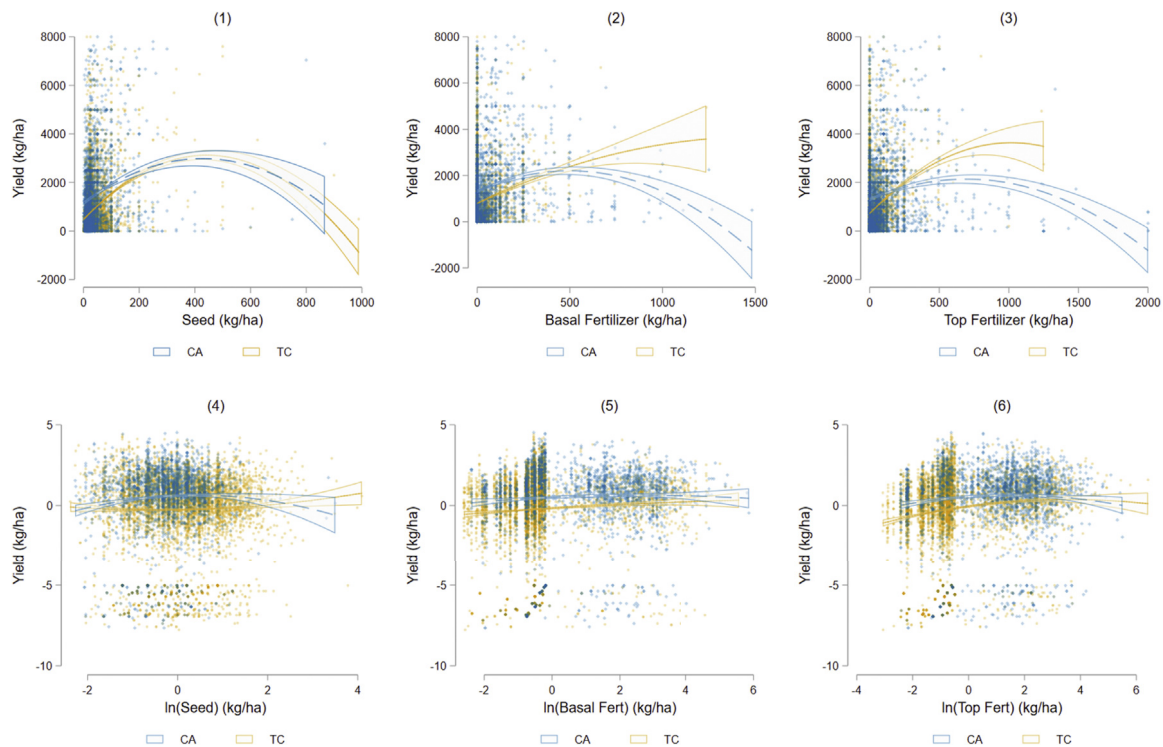 (1)
8000
6000
4000
2000
0
-2000
Yield (kg/ha)
0 200 400 600 800 1000
Seed (kg/ha)
CA TC
(2)
8000
6000
4000
2000
0
-2000
Yield (kg/ha)
0 500 1000 1500
Basal Fertilizer (kg/ha)
CA TC
(3)
8000
6000
4000
2000
0
-2000
Yield (kg/ha)
0 500 1000 1500 2000
Top Fertilizer (kg/ha)
CA TC
(4)
5
0
-5
-10
Yield (kg/ha)
-2 0 2 4
ln(Seed) (kg/ha)
CA TC
(5)
5
0
-5
-10
Yield (kg/ha)
-2 0 2 4 6
ln(Basal Fert) (kg/ha)
CA TC
(6)
5
0
-5
-10
Yield (kg/ha)
-4 -2 0 2 4 6
ln(Top Fert) (kg/ha)
CA TC